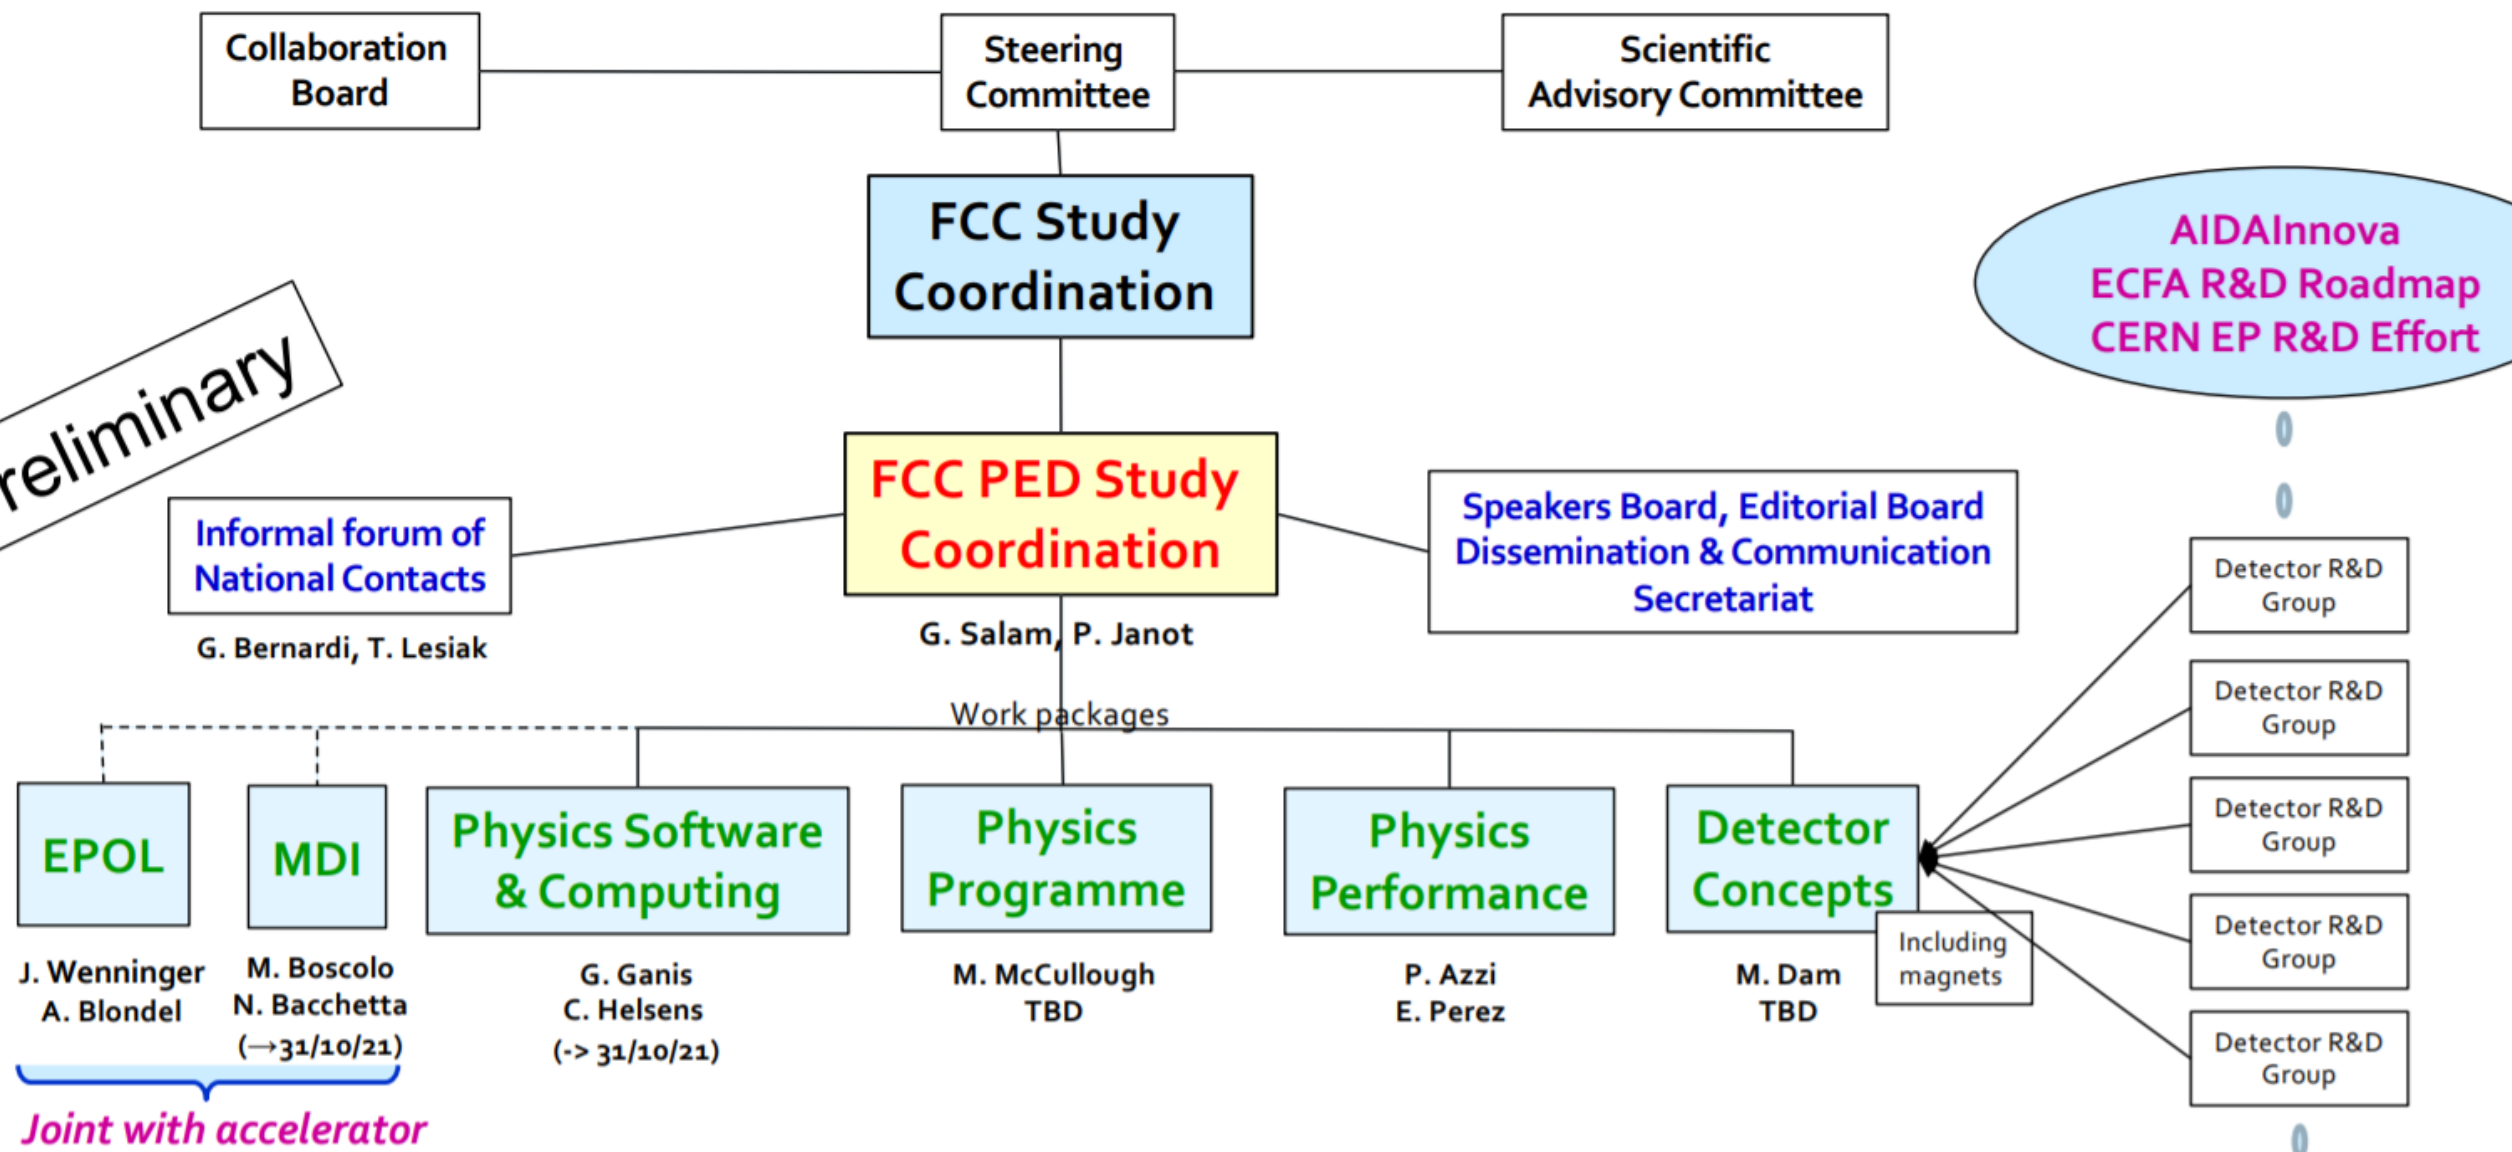 Collaboration
Board
Steering
Committee
Scientific
Advisory Committee
FCC Study
Coordination
AIDAInnova
ECFA R&D Roadmap
CERN EP R&D Effort
reliminary
FCC PED Study
Coordination
Informal forum of
National Contacts
Speakers Board, Editorial Board
Dissemination & Communication
Secretariat
G. Bernardi, T. Lesiak
G. Salam, P. Janot
Work packages
EPOL
MDI
Physics Software
& Computing
Physics
Programme
Physics
Performance
Detector
Concepts
Including
magnets
J. Wenninger
A. Blondel
M. Boscolo
N. Bacchetta
(→31/10/21)
G. Ganis
C. Helsens
(-> 31/10/21)
M. McCullough
TBD
P. Azzi
E. Perez
M. Dam
TBD
Joint with accelerator
Detector R&D
Group
Detector R&D
Group
Detector R&D
Group
Detector R&D
Group
Detector R&D
Group